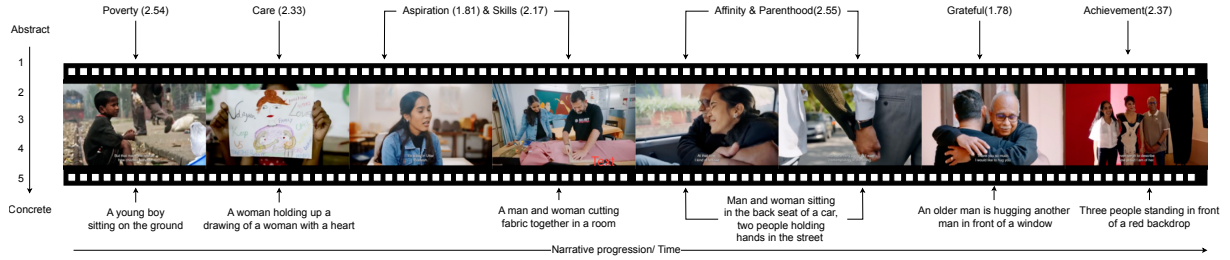 Poverty (2.54)
Care (2.33)
Aspiration (1.81) & Skills (2.17)
Affinity & Parenthood(2.55)
Grateful(1.78)
Achievement(2.37)
Abstract
1
2
3
4
5
Concrete
Text
A young boy
sitting on the ground
A woman holding up a
drawing of a woman with a heart
A man and woman cutting
fabric together in a room
Man and woman sitting
in the back seat of a car,
two people holding
hands in the street
An older man is hugging another
man in front of a window
Three people standing in front
of a red backdrop
Narrative progression/ Time